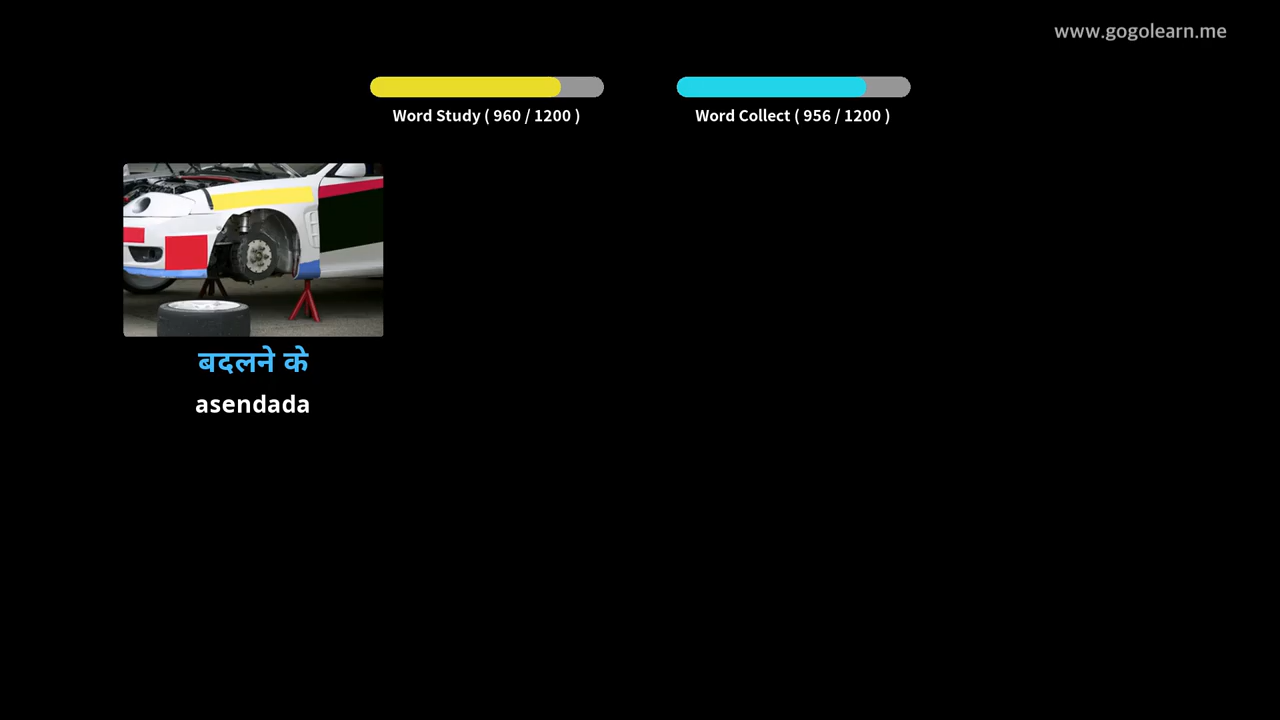 www.gogolearn.me
Word Study ( 960 / 1200 )
Word Collect ( 956 / 1200 )
बदलने के
asendada